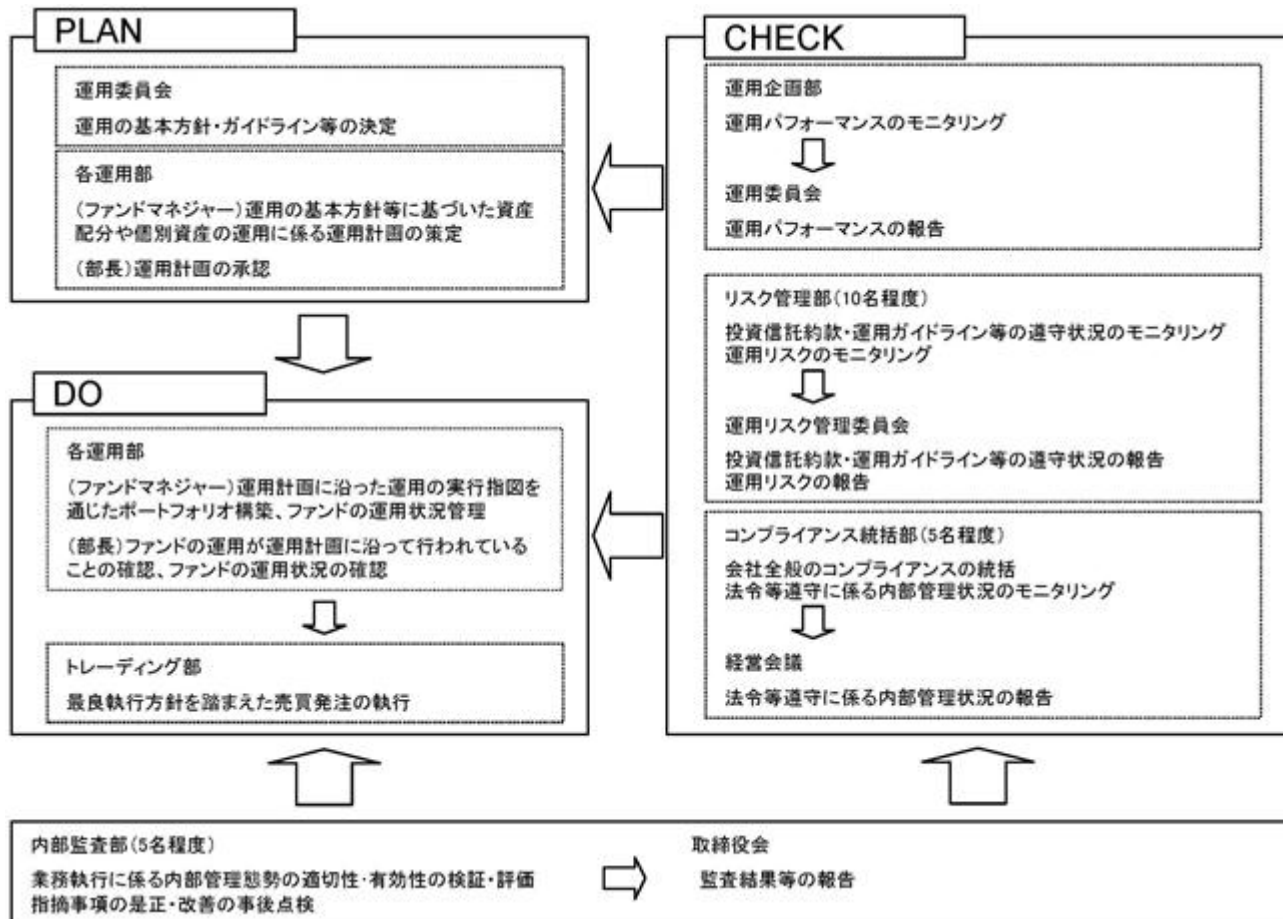 PLAN
運用委員会
運用の基本方針・ガイドライン等の決定
各運用部
(ファンドマネジャー)運用の基本方針等に基づいた資産
配分や個別資産の運用に係る運用計画の策定
(部長)運用計画の承認
DO
各運用部
(ファンドマネジャー)運用計画に沿った運用の実行指図を
通じたポートフォリオ構築、ファンドの運用状況管理
(部長)ファンドの運用が運用計画に沿って行われている
ことの確認、ファンドの運用状況の確認
トレーディング部
最良執行方針を踏まえた売買発注の執行
CHECK
運用企画部
運用パフォーマンスのモニタリング
運用委員会
運用パフォーマンスの報告
リスク管理部(10名程度)
投資信託約款・運用ガイドライン等の遵守状況のモニタリング
運用リスクのモニタリング
運用リスク管理委員会
投資信託約款・運用ガイドライン等の遵守状況の報告
運用リスクの報告
コンプライアンス統括部(5名程度)
会社全般のコンプライアンスの統括
法令等遵守に係る内部管理状況のモニタリング
経営会議
法令等遵守に係る内部管理状況の報告
内部監査部(5名程度)
業務執行に係る内部管理態勢の適切性・有効性の検証・評価
指摘事項の是正・改善の事後点検
取締役会
監査結果等の報告